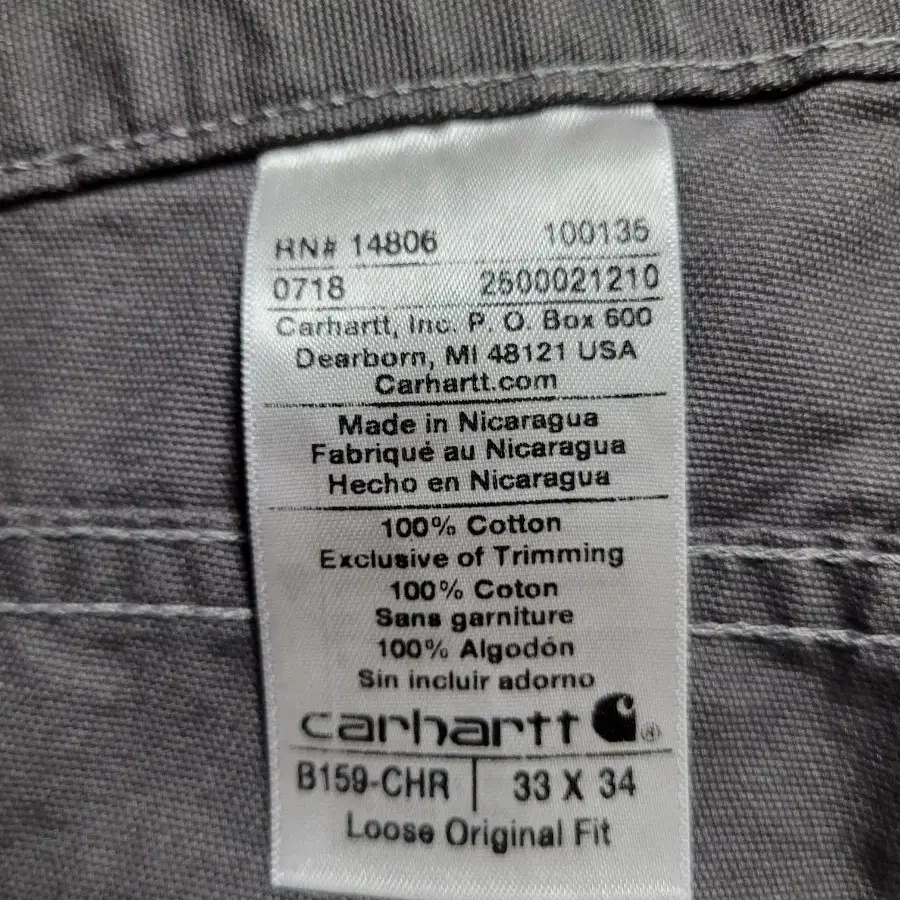 RN# 14806 100135
0718 2500021210
Carhartt, Inc. P. O. Box 600
Dearborn, MI 48121 USA
Carhartt.com
Made in Nicaragua
Fabriqué au Nicaragua
Hecho en Nicaragua
100% Cotton
Exclusive of Trimming
100% Coton
Sans garniture
100% Algodón
Sin incluir adorno
carhartt ®
B159-CHR | 33 X 34
Loose Original Fit